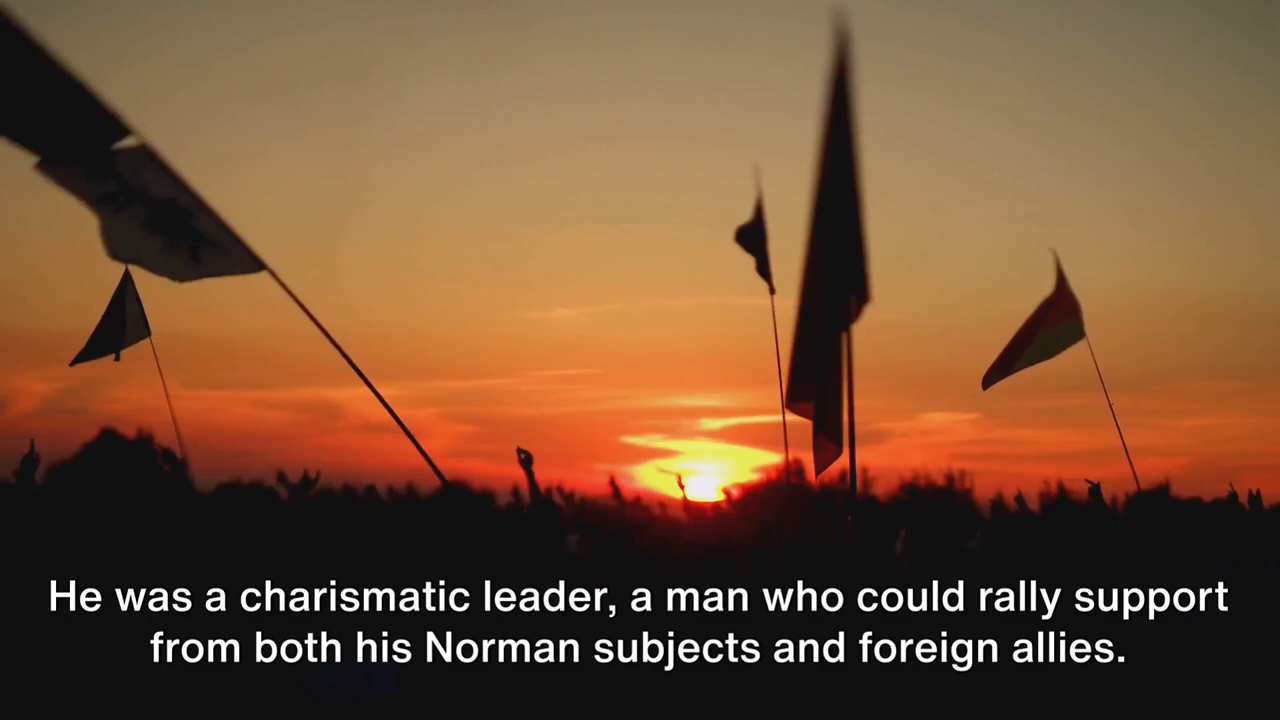 He was a charismatic leader, a man who could rally support
from both his Norman subjects and foreign allies.